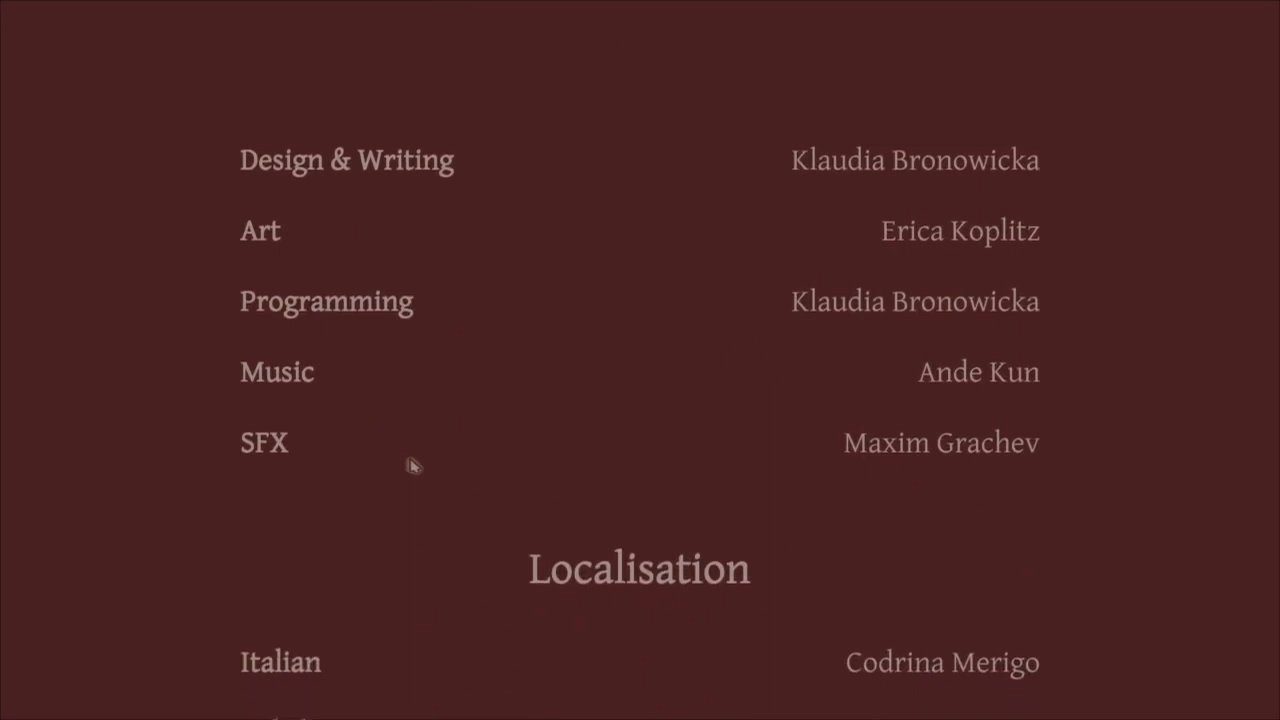 Design & Writing Klaudia Bronowicka
Art Erica Koplitz
Programming Klaudia Bronowicka
Music Ande Kun
SFX Maxim Grachev
Localisation
Italian Codrina Merigo